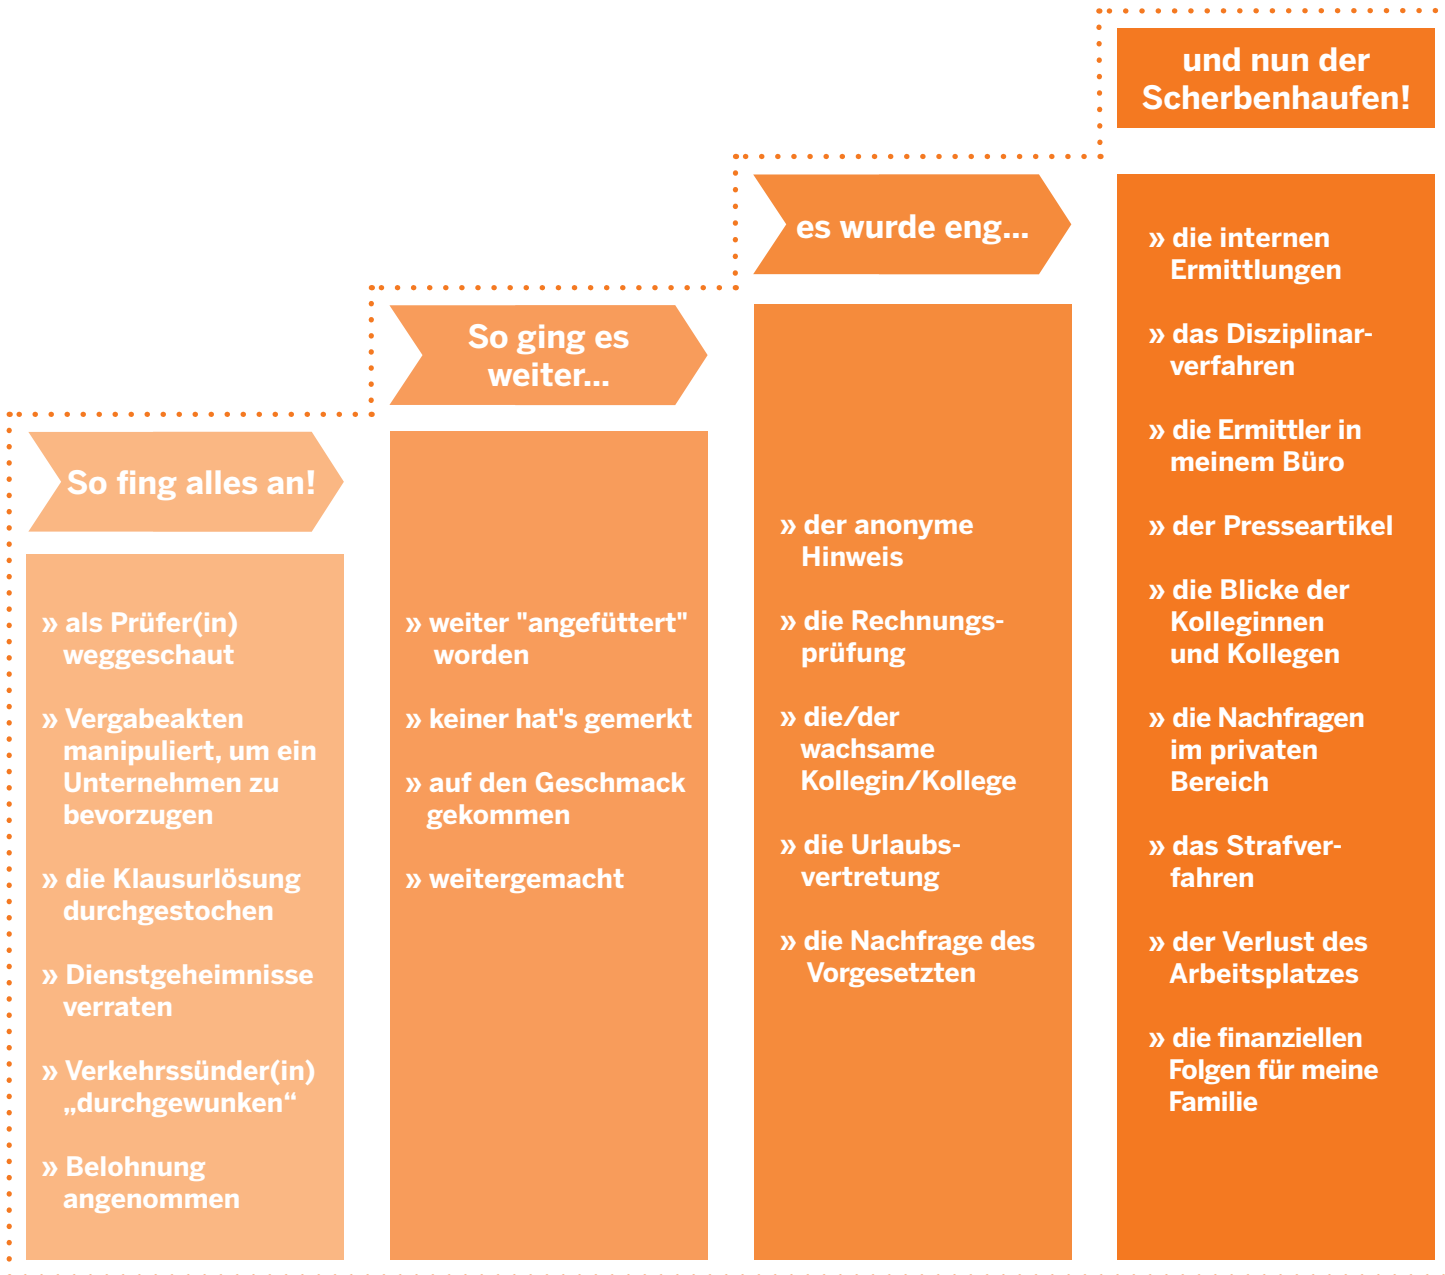 So fing alles an!
» als Prüfer(in)
weggeschaut
» Vergabeakten
manipuliert, um ein
Unternehmen zu
bevorzugen
» die Klausurlösung
durchgestochen
» Dienstgeheimnisse
verraten
» Verkehrssünder(in)
„durchgewunken“
» Belohnung
angenommen
So ging es
weiter...
» weiter "angefüttert"
worden
» keiner hat's gemerkt
» auf den Geschmack
gekommen
» weitergemacht
es wurde eng...
» der anonyme
Hinweis
» die Rechnungs-
prüfung
» die/der
wachsame
Kollegin/Kollege
» die Urlaubs-
vertretung
» die Nachfrage des
Vorgesetzten
und nun der
Scherbenhaufen!
» die internen
Ermittlungen
» das Disziplinar-
verfahren
» die Ermittler in
meinem Büro
» der Presseartikel
» die Blicke der
Kolleginnen
und Kollegen
» die Nachfragen
im privaten
Bereich
» das Strafver-
fahren
» der Verlust des
Arbeitsplatzes
» die finanziellen
Folgen für meine
Familie